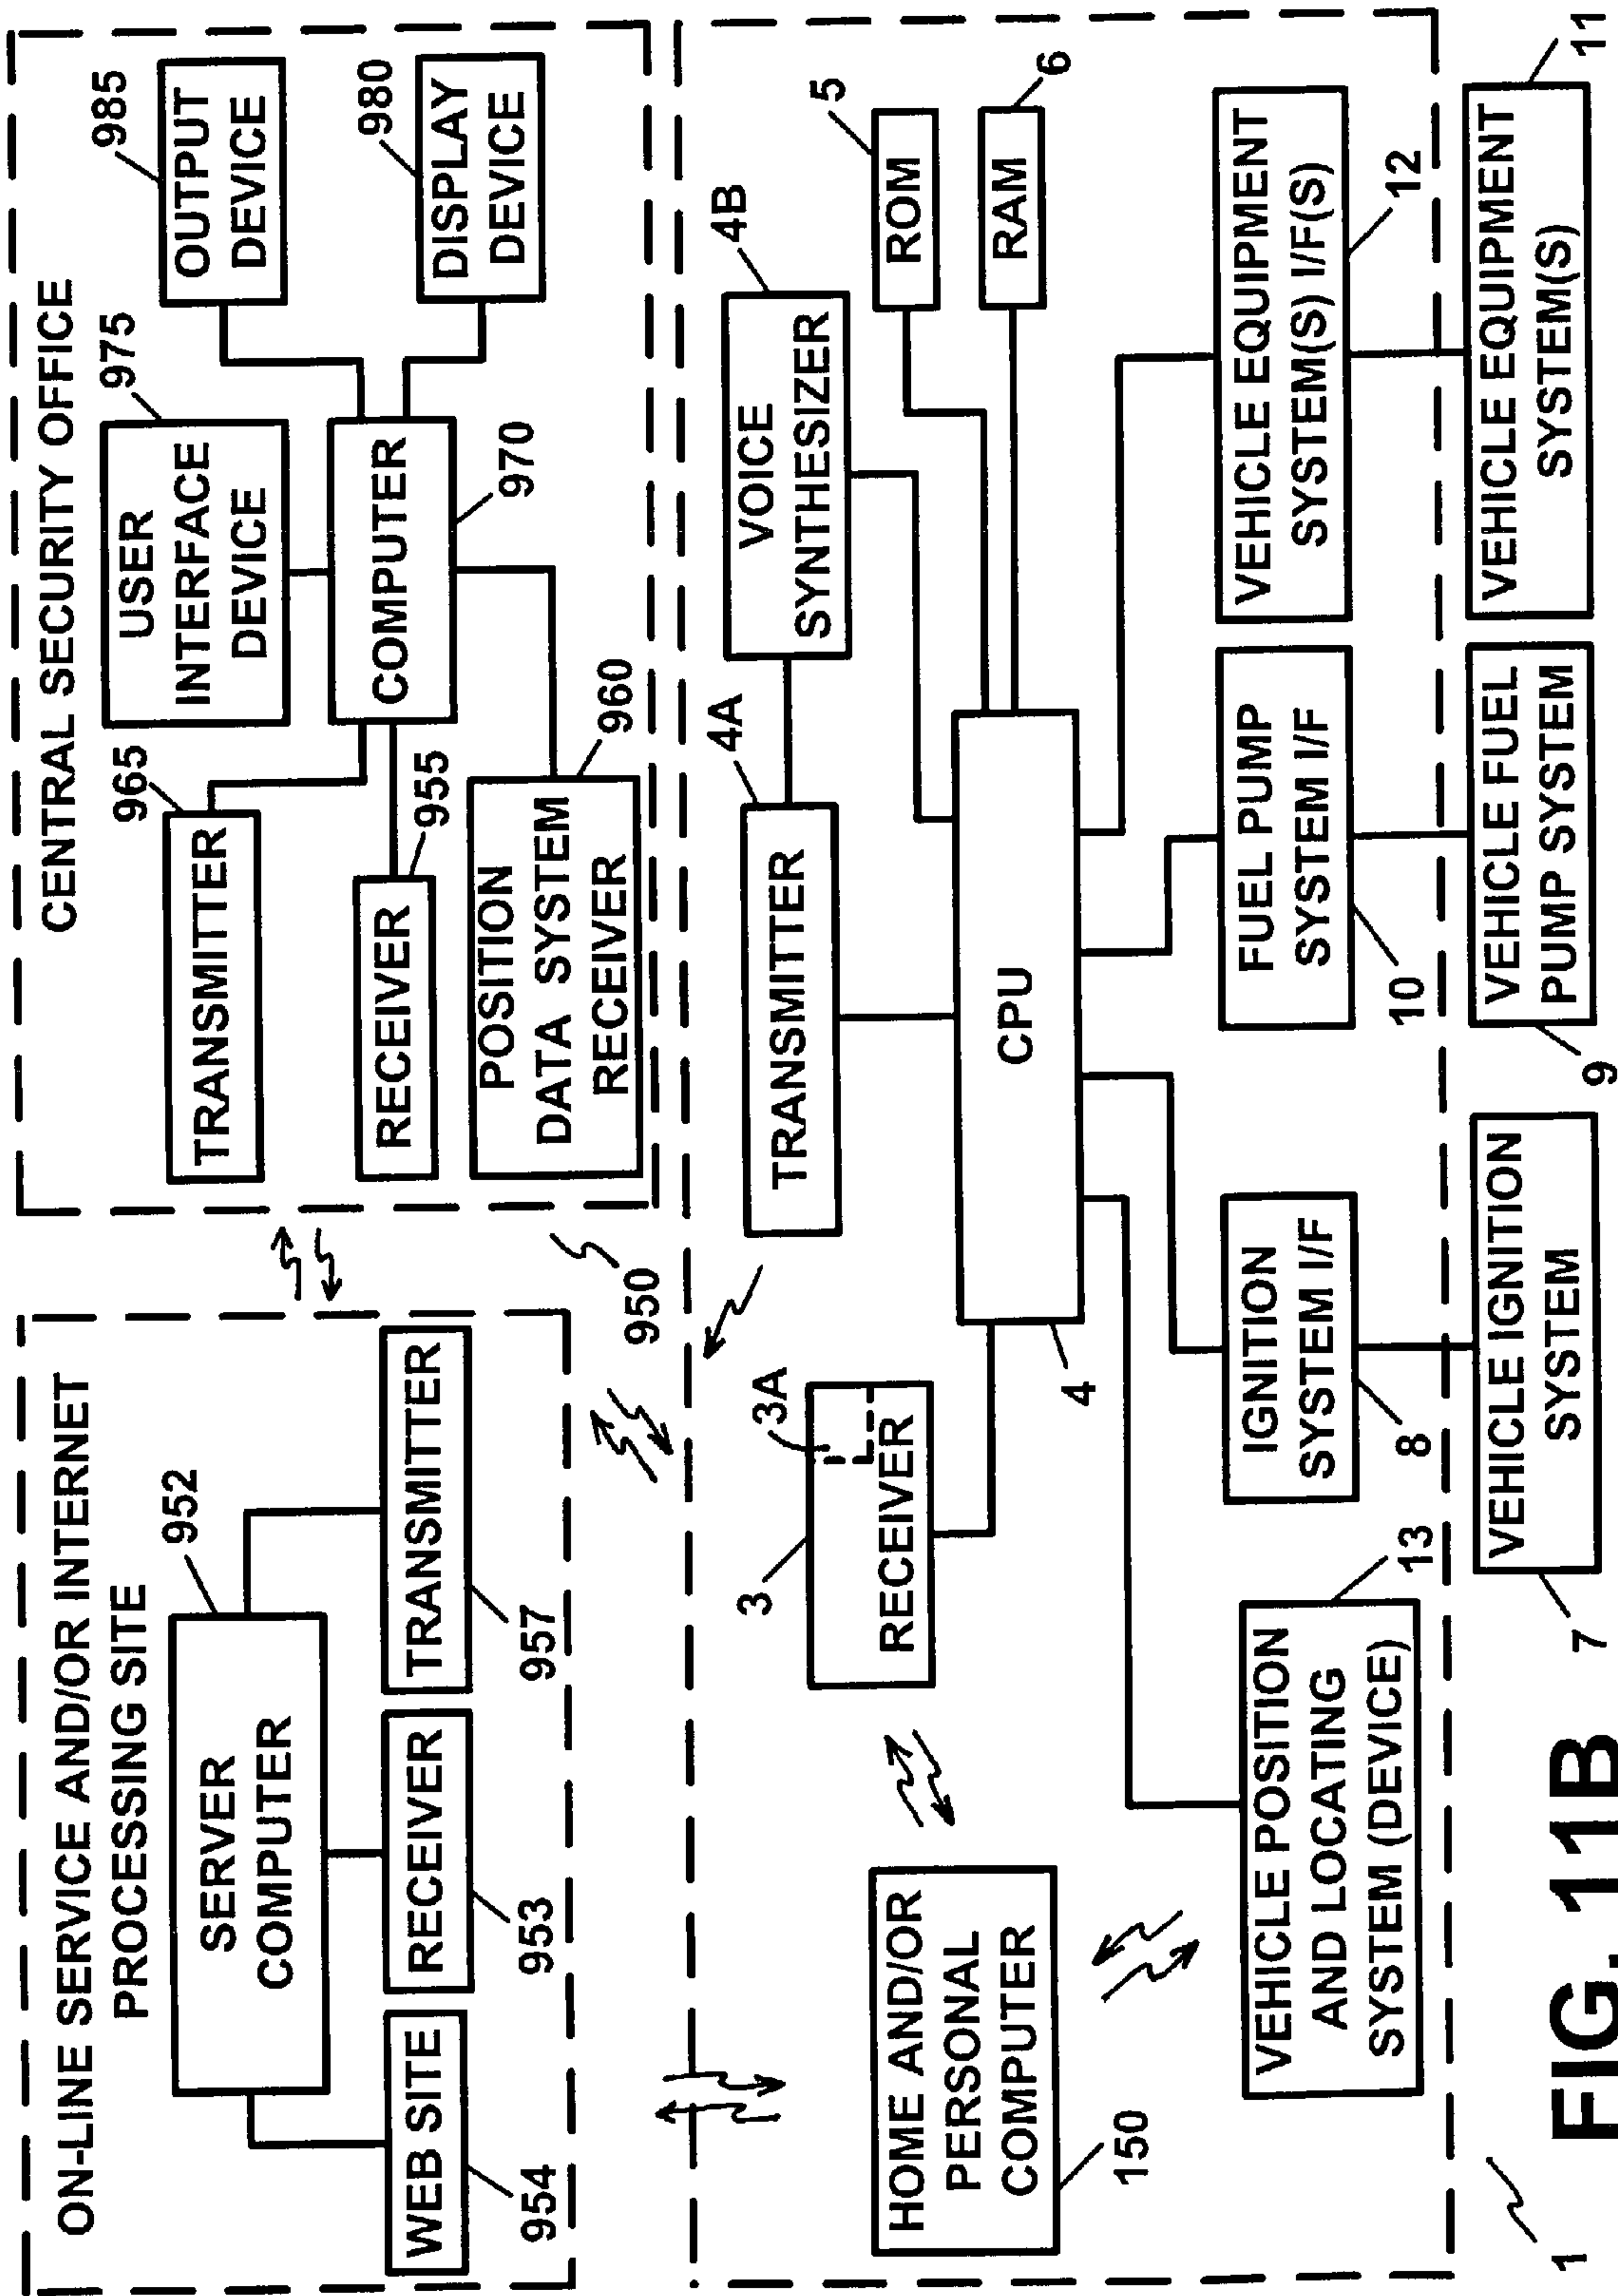 ON-LINE SERVICE AND/OR INTERNET
PROCESSING SITE
SERVER
COMPUTER
952
WEB SITE
954
RECEIVER
953
TRANSMITTER
957
CENTRAL SECURITY OFFICE
965
TRANSMITTER
USER
INTERFACE
DEVICE
975
OUTPUT
DEVICE
985
RECEIVER
955
COMPUTER
970
DISPLAY
DEVICE
980
POSITION
DATA SYSTEM
RECEIVER
960
950
3
3A
RECEIVER
TRANSMITTER
4A
VOICE
SYNTHESIZER
4B
ROM
5
RAM
6
HOME AND/OR
PERSONAL
COMPUTER
150
CPU
4
VEHICLE POSITION
AND LOCATING
SYSTEM (DEVICE)
13
IGNITION
SYSTEM I/F
8
FUEL PUMP
SYSTEM I/F
10
VEHICLE EQUIPMENT
SYSTEM(S) I/F(S)
12
VEHICLE IGNITION
SYSTEM
7
VEHICLE FUEL
PUMP SYSTEM
9
VEHICLE EQUIPMENT
SYSTEM(S)
11
1
FIG. 11B